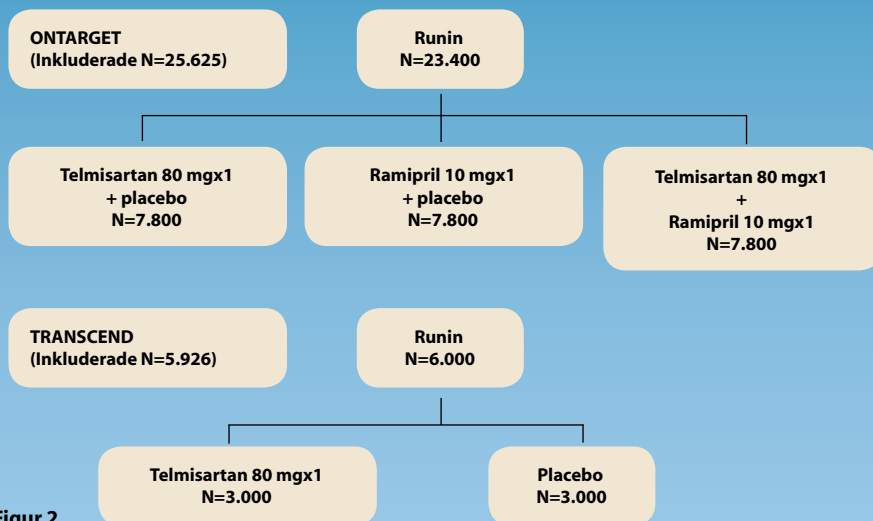 ONTARGET
(Inkluderade N=25.625)
Runin
N=23.400
Telmisartan 80 mgx1
+ placebo
N=7.800
Ramipril 10 mgx1
+ placebo
N=7.800
Telmisartan 80 mgx1
+
Ramipril 10 mgx1
N=7.800
TRANSCEND
(Inkluderade N=5.926)
Runin
N=6.000
Telmisartan 80 mgx1
N=3.000
Placebo
N=3.000
Figur 2